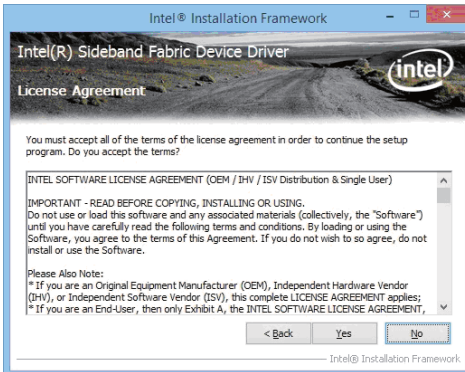 Intel® Installation Framework
Intel(R) Sideband Fabric Device Driver
intel
License Agreement
You must accept all of the terms of the license agreement in order to continue the setup
program. Do you accept the terms?
INTEL SOFTWARE LICENSE AGREEMENT (OEM / IHV / ISV Distribution & Single User)
IMPORTANT - READ BEFORE COPYING, INSTALLING OR USING.
Do not use or load this software and any associated materials (collectively, the "Software")
until you have carefully read the following terms and conditions. By loading or using the
Software, you agree to the terms of this Agreement. If you do not wish to so agree, do not
install or use the Software.
Please Also Note:
* If you are an Original Equipment Manufacturer (OEM), Independent Hardware Vendor
(IHV), or Independent Software Vendor (ISV), this complete LICENSE AGREEMENT applies;
* If you are an End-User, then only Exhibit A, the INTEL SOFTWARE LICENSE AGREEMENT,
< Back Yes No
Intel® Installation Framework